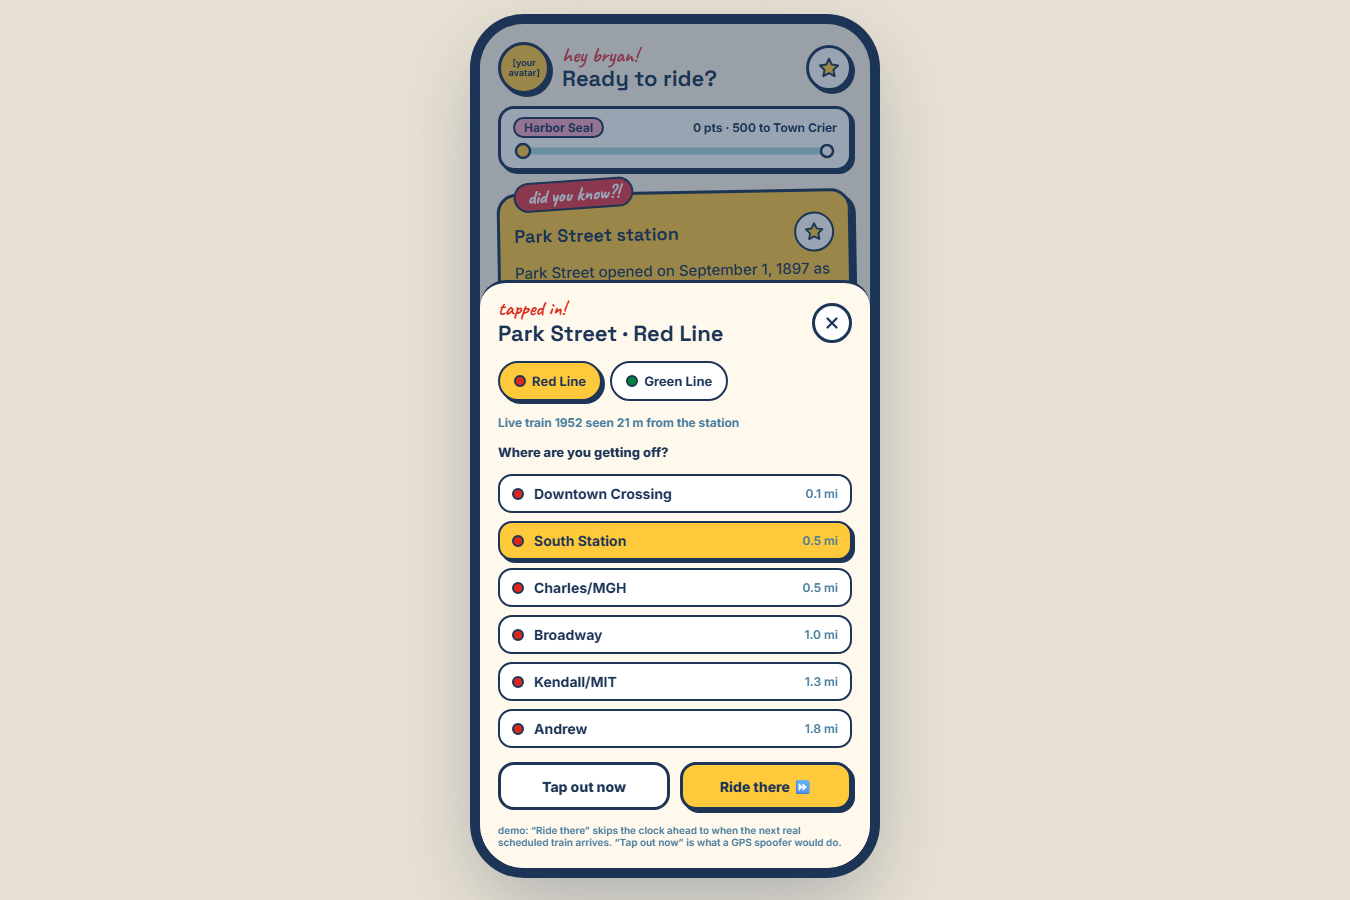 [your
avatar]
hey bryan!
Ready to ride?
Harbor Seal
0 pts · 500 to Town Crier
did you know?!
Park Street station
Park Street opened on September 1, 1897 as
tapped in!
Park Street · Red Line
Red Line
Green Line
Live train 1952 seen 21 m from the station
Where are you getting off?
Downtown Crossing
0.1 mi
South Station
0.5 mi
Charles/MGH
0.5 mi
Broadway
1.0 mi
Kendall/MIT
1.3 mi
Andrew
1.8 mi
Tap out now
Ride there ⏩
demo: “Ride there” skips the clock ahead to when the next real
scheduled train arrives. “Tap out now” is what a GPS spoofer would do.